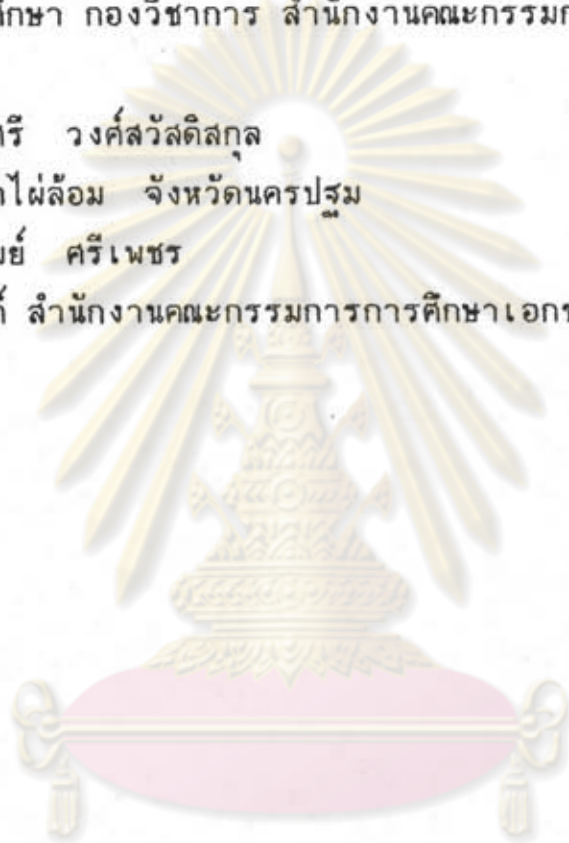 กษา กองวิชาการ สำนักงานคณะกรรมก
ตรี วงศ์สวัสดิสกุล
ไผ่ล้อม จังหวัดนครปฐม
ย์ ศรีเพชร
สำนักงานคณะกรรมการการศึกษาเอกช